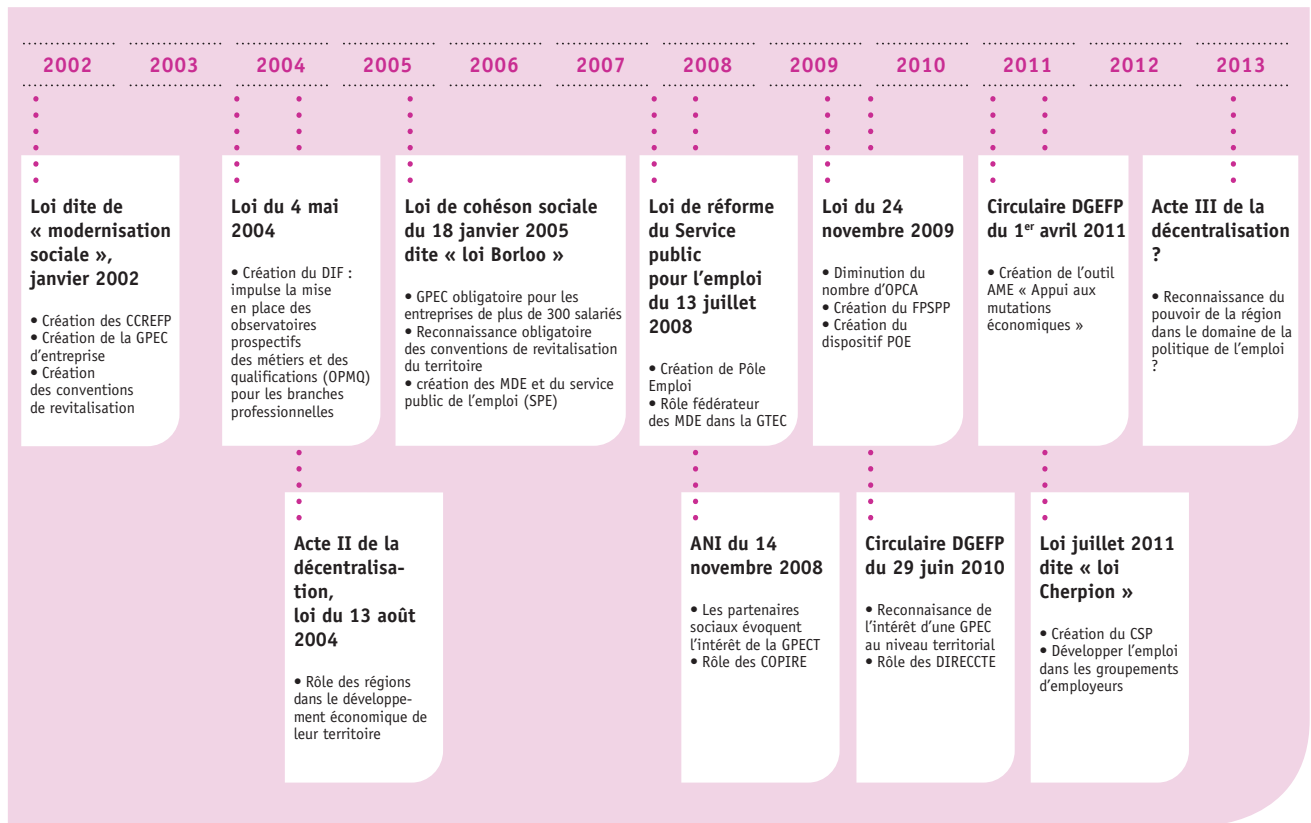 2002 2003 2004 2005 2006 2007 2008 2009 2010 2011 2012 2013
Loi dite de
« modernisation
sociale »,
janvier 2002
• Création des CCREFP
• Création de la GPEC
d'entreprise
• Création
des conventions
de revitalisation
Loi du 4 mai
2004
• Création du DIF :
impulse la mise
en place des
observatoires
prospectifs
des métiers et des
qualifications (OPMQ)
pour les branches
professionnelles
Loi de cohéson sociale
du 18 janvier 2005
dite « loi Borloo »
• GPEC obligatoire pour les
entreprises de plus de 300 salariés
• Reconnaissance obligatoire
des conventions de revitalisation
du territoire
• création des MDE et du service
public de l'emploi (SPE)
Loi de réforme
du Service
public
pour l'emploi
du 13 juillet
2008
• Création de Pôle
Emploi
• Rôle fédérateur
des MDE dans la GTEC
Loi du 24
novembre 2009
• Diminution du
nombre d'OPCA
• Création du FPSPP
• Création du
dispositif POE
Circulaire DGEFP
du 1er avril 2011
• Création de l'outil
AME « Appui aux
mutations
économiques »
Acte III de la
décentralisation
?
• Reconnaissance du
pouvoir de la région
dans le domaine de la
politique de l'emploi
?
Acte II de la
décentralisa-
tion,
loi du 13 août
2004
• Rôle des régions
dans le développe-
ment économique de
leur territoire
ANI du 14
novembre 2008
• Les partenaires
sociaux évoquent
l'intérêt de la GPECT
• Rôle des COPIRE
Circulaire DGEFP
du 29 juin 2010
• Reconnaisance de
l'intérêt d'une GPEC
au niveau territorial
• Rôle des DIRECCTE
Loi juillet 2011
dite « loi
Cherpion »
• Création du CSP
• Développer l'emploi
dans les groupements
d'employeurs